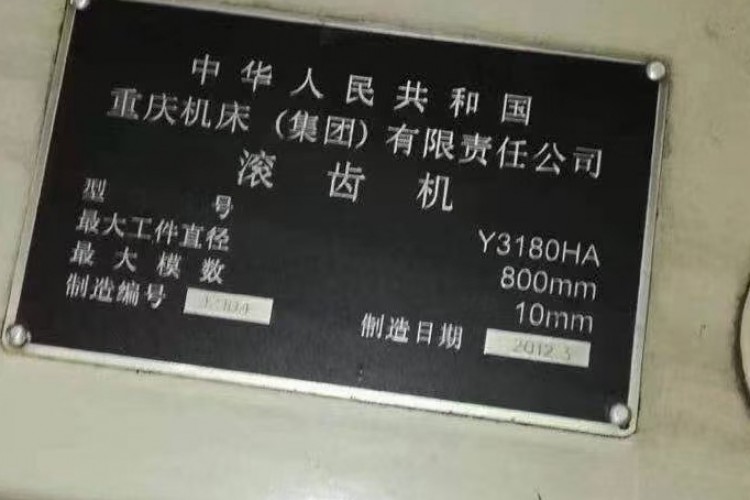 中华人民共和国
重庆机床（集团）有限责任公司
滚齿机
型号 Y3180HA
最大工件直径 800mm
最大模数 10mm
制造编号 制造日期 2012.3